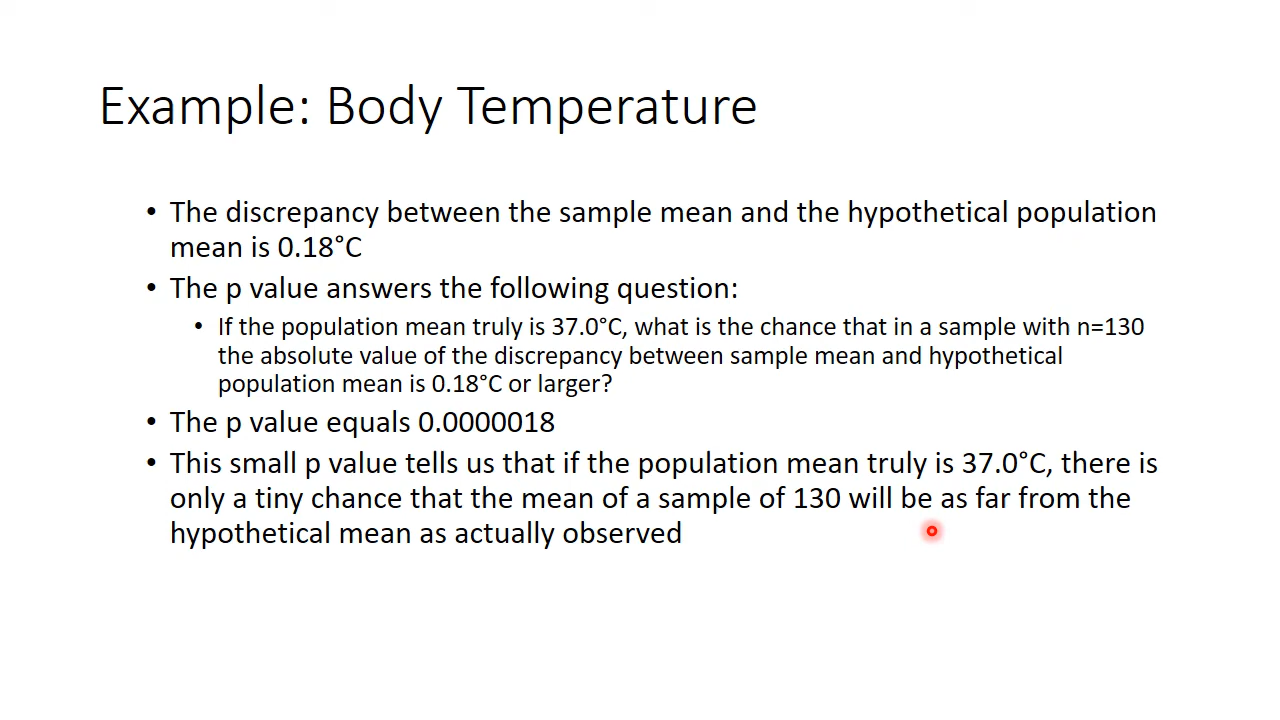 Example: Body Temperature
• The discrepancy between the sample mean and the hypothetical population
mean is 0.18°C
• The p value answers the following question:
• If the population mean truly is 37.0°C, what is the chance that in a sample with n=130
the absolute value of the discrepancy between sample mean and hypothetical
population mean is 0.18°C or larger?
• The p value equals 0.0000018
• This small p value tells us that if the population mean truly is 37.0°C, there is
only a tiny chance that the mean of a sample of 130 will be as far from the
hypothetical mean as actually observed